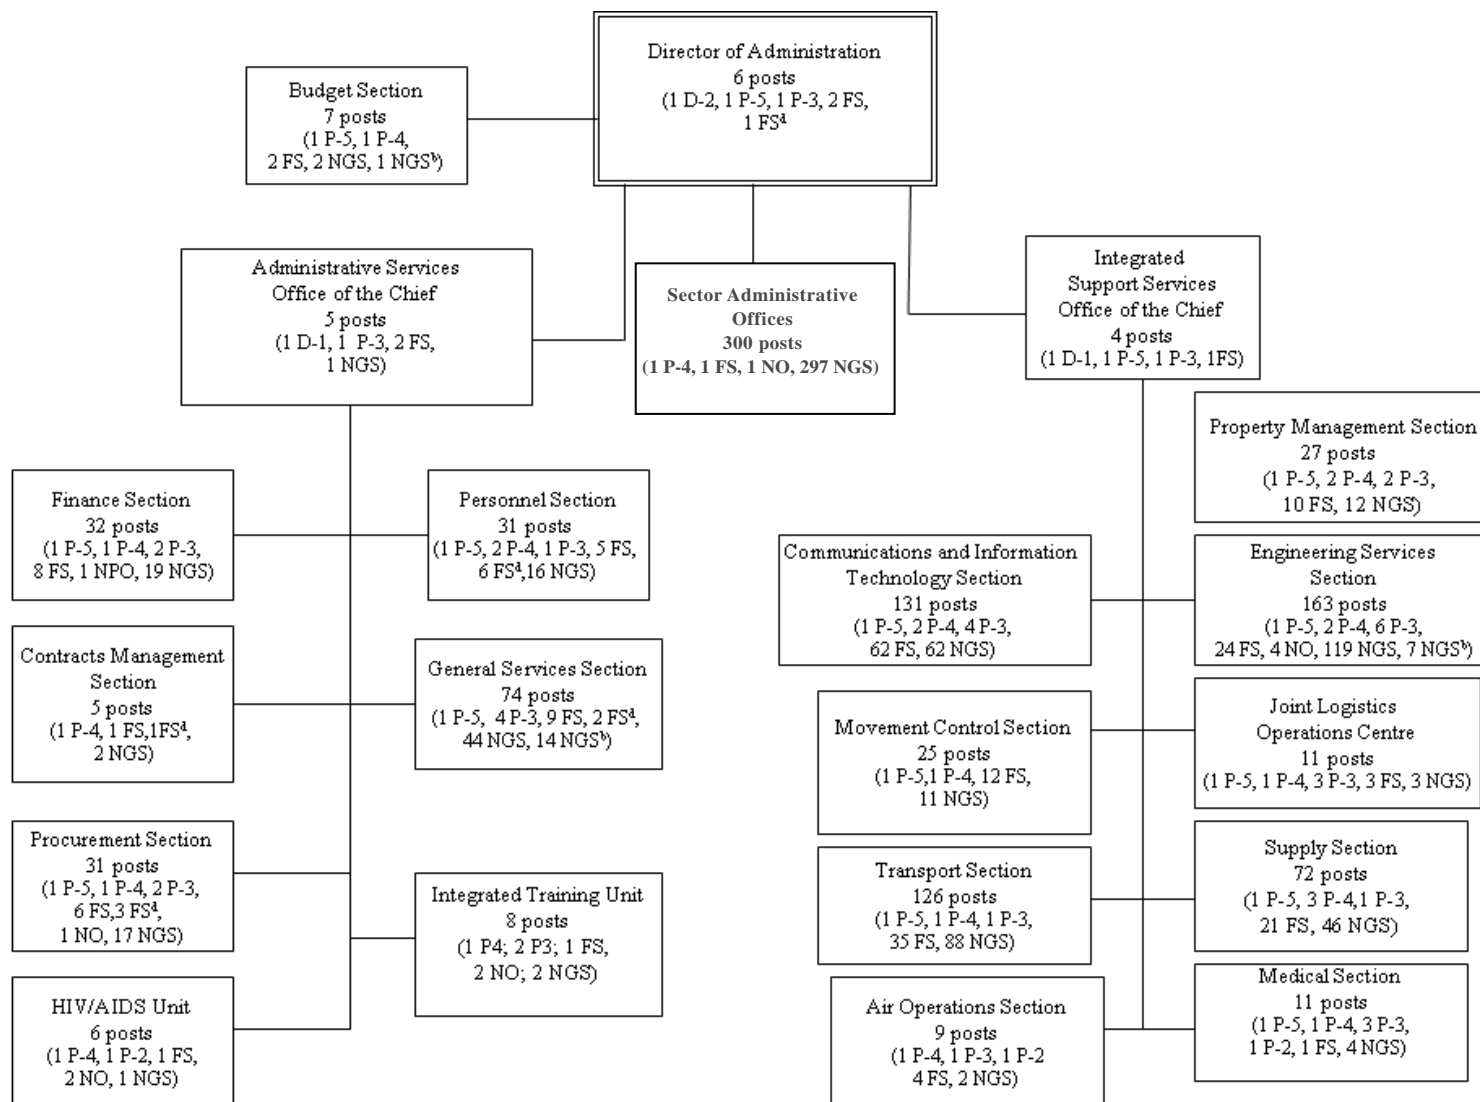 Director of Administration
6 posts
(1 D-2, 1 P-5, 1 P-3, 2 FS,
1 FSᵈ)
Budget Section
7 posts
(1 P-5, 1 P-4,
2 FS, 2 NGS, 1 NGSᵇ)
Administrative Services
Office of the Chief
5 posts
(1 D-1, 1 P-3, 2 FS,
1 NGS)
Sector Administrative
Offices
300 posts
(1 P-4, 1 FS, 1 NO, 297 NGS)
Integrated
Support Services
Office of the Chief
4 posts
(1 D-1, 1 P-5, 1 P-3, 1FS)
Finance Section
32 posts
(1 P-5, 1 P-4, 2 P-3,
8 FS, 1 NPO, 19 NGS)
Personnel Section
31 posts
(1 P-5, 2 P-4, 1 P-3, 5 FS,
6 FSᵈ,16 NGS)
Contracts Management
Section
5 posts
(1 P-4, 1 FS,1FSᵈ,
2 NGS)
General Services Section
74 posts
(1 P-5, 4 P-3, 9 FS, 2 FSᵈ,
44 NGS, 14 NGSᵇ)
Procurement Section
31 posts
(1 P-5, 1 P-4, 2 P-3,
6 FS,3 FSᵈ,
1 NO, 17 NGS)
Integrated Training Unit
8 posts
(1 P4; 2 P3; 1 FS,
2 NO; 2 NGS)
HIV/AIDS Unit
6 posts
(1 P-4, 1 P-2, 1 FS,
2 NO, 1 NGS)
Property Management Section
27 posts
(1 P-5, 2 P-4, 2 P-3,
10 FS, 12 NGS)
Communications and Information
Technology Section
131 posts
(1 P-5, 2 P-4, 4 P-3,
62 FS, 62 NGS)
Engineering Services
Section
163 posts
(1 P-5, 2 P-4, 6 P-3,
24 FS, 4 NO, 119 NGS, 7 NGSᵇ)
Movement Control Section
25 posts
(1 P-5,1 P-4, 12 FS,
11 NGS)
Joint Logistics
Operations Centre
11 posts
(1 P-5, 1 P-4, 3 P-3, 3 FS, 3 NGS)
Transport Section
126 posts
(1 P-5, 1 P-4, 1 P-3,
35 FS, 88 NGS)
Supply Section
72 posts
(1 P-5, 3 P-4,1 P-3,
21 FS, 46 NGS)
Air Operations Section
9 posts
(1 P-4, 1 P-3, 1 P-2
4 FS, 2 NGS)
Medical Section
11 posts
(1 P-5, 1 P-4, 3 P-3,
1 P-2, 1 FS, 4 NGS)